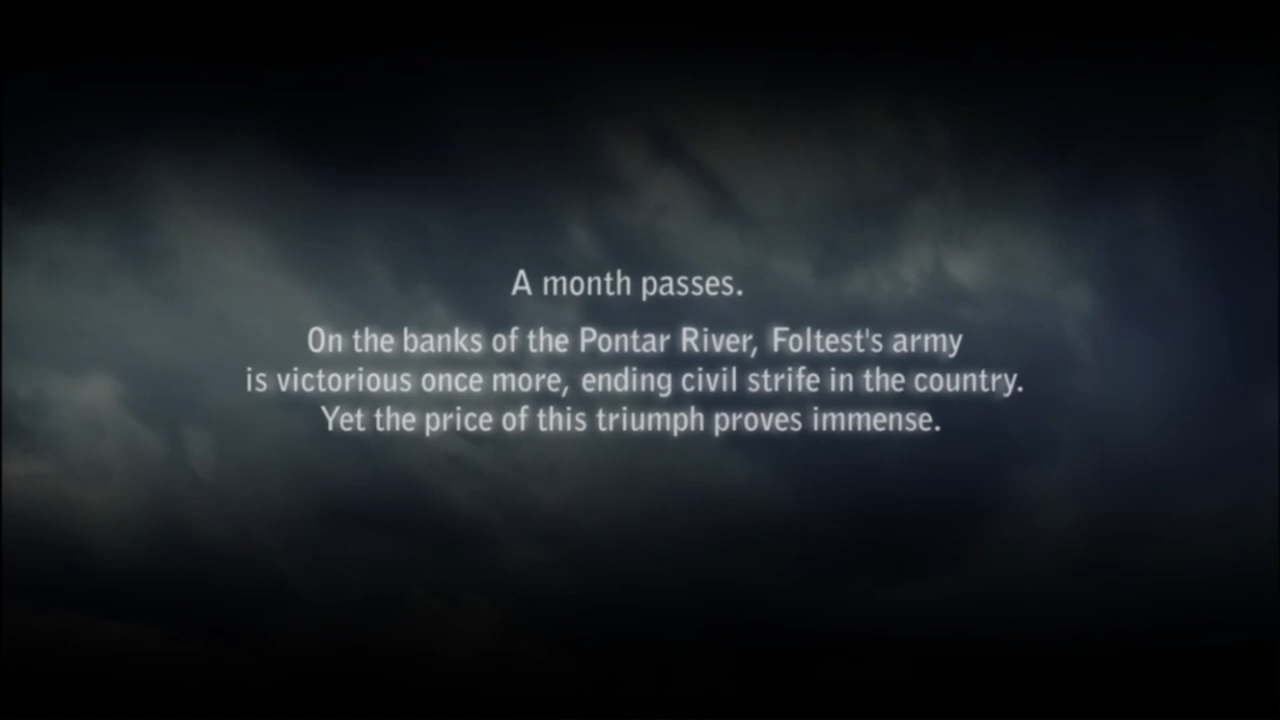 A month passes.
On the banks of the Pontar River, Foltest's army
is victorious once more, ending civil strife in the country.
Yet the price of this triumph proves immense.